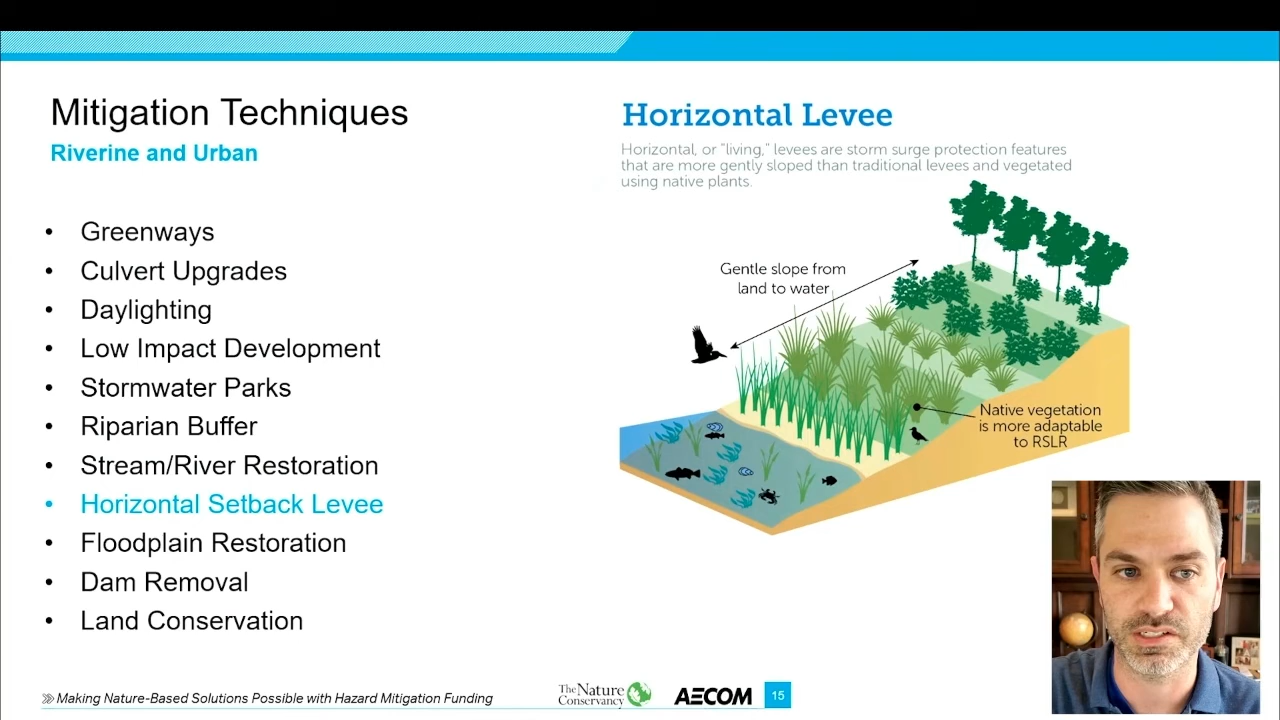 Mitigation Techniques
Riverine and Urban
• Greenways
• Culvert Upgrades
• Daylighting
• Low Impact Development
• Stormwater Parks
• Riparian Buffer
• Stream/River Restoration
• Horizontal Setback Levee
• Floodplain Restoration
• Dam Removal
• Land Conservation
Horizontal Levee
Horizontal, or "living," levees are storm surge protection features
that are more gently sloped than traditional levees and vegetated
using native plants.
Gentle slope from
land to water
Native vegetation
is more adaptable
to RSLR
Making Nature-Based Solutions Possible with Hazard Mitigation Funding
The Nature
Conservancy
AECOM
15